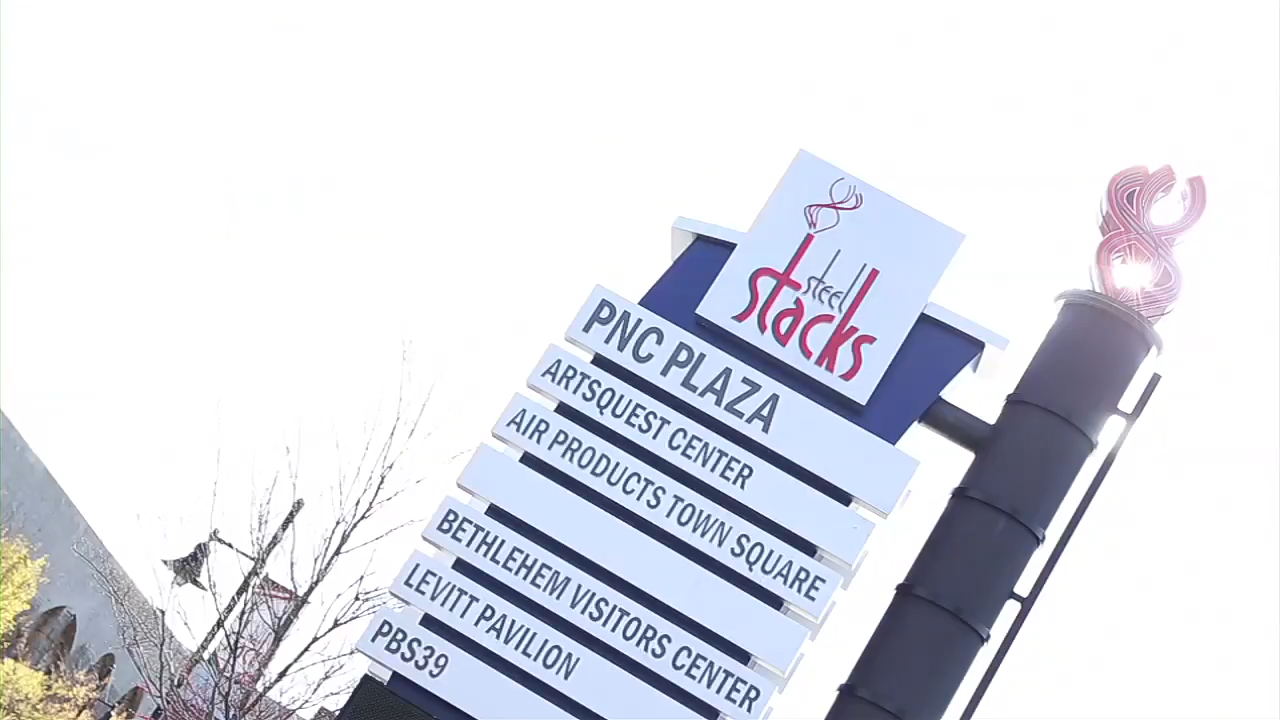 steel
stacks
PNC PLAZA
ARTSQUEST CENTER
AIR PRODUCTS TOWN SQUARE
BETHLEHEM VISITORS CENTER
LEVITT PAVILION
PBS39